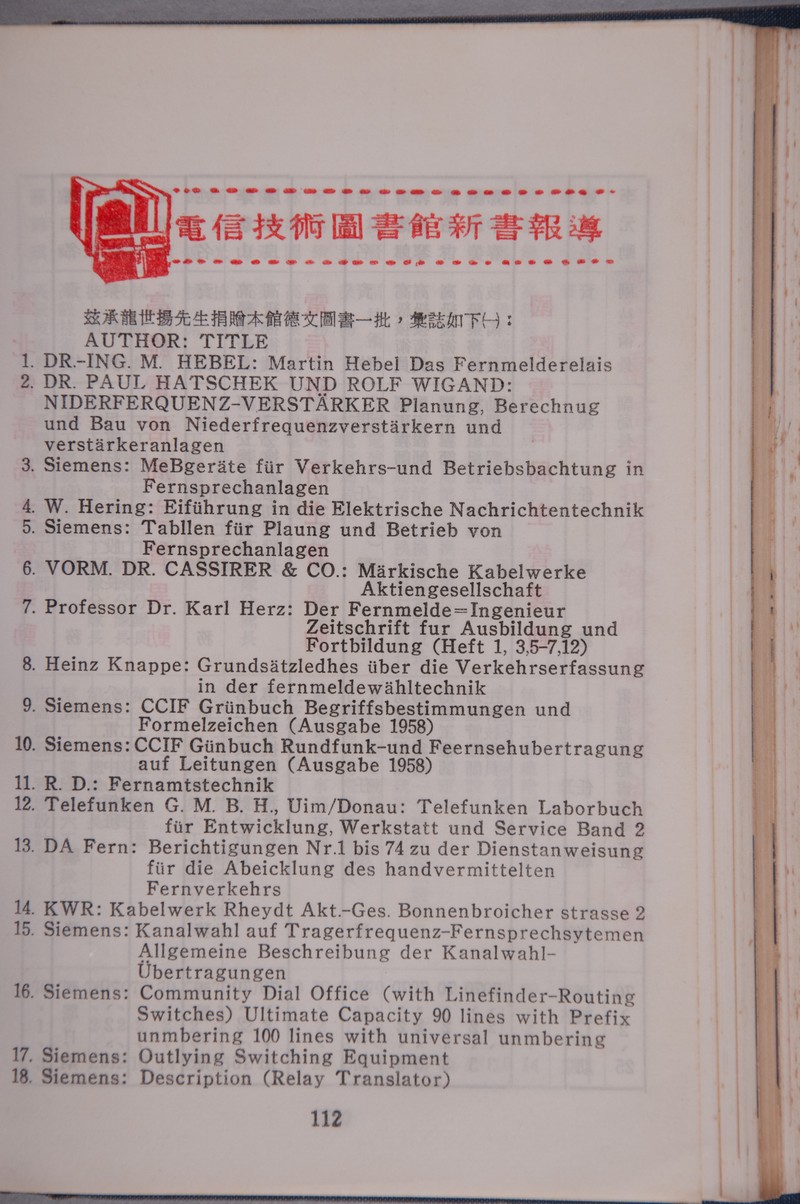 電信技術圖書館新書報導
玆承龍世揚先生捐贈本館德文圖書一批,彙誌如下㈠:
AUTHOR: TITLE
1. DR.-ING. M. HEBEL: Martin Hebel Das Fernmelderelais
2. DR. PAUL HATSCHEK UND ROLF WIGAND:
NIDERFERQUENZ-VERSTÄRKER Planung, Berechnug
und Bau von Niederfrequenzverstärkern und
verstärkeranlagen
3. Siemens: MeBgeräte für Verkehrs-und Betriebsbachtung in
Fernsprechanlagen
4. W. Hering: Eiführung in die Elektrische Nachrichtentechnik
5. Siemens: Tabllen für Plaung und Betrieb von
Fernsprechanlagen
6. VORM. DR. CASSIRER & CO.: Märkische Kabelwerke
Aktiengesellschaft
7. Professor Dr. Karl Herz: Der Fernmelde=Ingenieur
Zeitschrift fur Ausbildung und
Fortbildung (Heft 1, 3,5-7,12)
8. Heinz Knappe: Grundsätzledhes über die Verkehrserfassung
in der fernmeldewähltechnik
9. Siemens: CCIF Grünbuch Begriffsbestimmungen und
Formelzeichen (Ausgabe 1958)
10. Siemens: CCIF Günbuch Rundfunk-und Feernsehubertragung
auf Leitungen (Ausgabe 1958)
11. R. D.: Fernamtstechnik
12. Telefunken G. M. B. H., Uim/Donau: Telefunken Laborbuch
für Entwicklung, Werkstatt und Service Band 2
13. DA Fern: Berichtigungen Nr.1 bis 74 zu der Dienstanweisung
für die Abeicklung des handvermittelten
Fernverkehrs
14. KWR: Kabelwerk Rheydt Akt.-Ges. Bonnenbroicher strasse 2
15. Siemens: Kanalwahl auf Tragerfrequenz-Fernsprechsytemen
Allgemeine Beschreibung der Kanalwahl-
Übertragungen
16. Siemens: Community Dial Office (with Linefinder-Routing
Switches) Ultimate Capacity 90 lines with Prefix
unmbering 100 lines with universal unmbering
17. Siemens: Outlying Switching Equipment
18. Siemens: Description (Relay Translator)
112